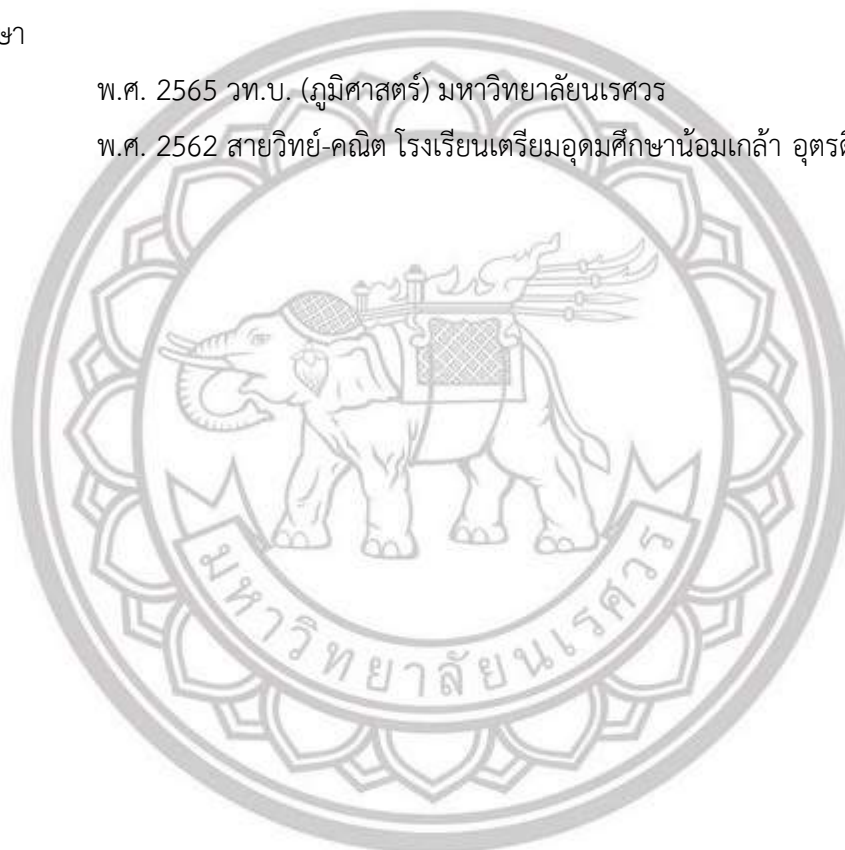 พ.ศ. 2565 วท.บ. (ภูมิศาสตร์) มหาวิทยาลัยนเรศวร
พ.ศ. 2562 สายวิทย์-คณิต โรงเรียนเตรียมอุดมศึกษาน้อมเกล้า
มหาวิทยาลัยนเรศวร